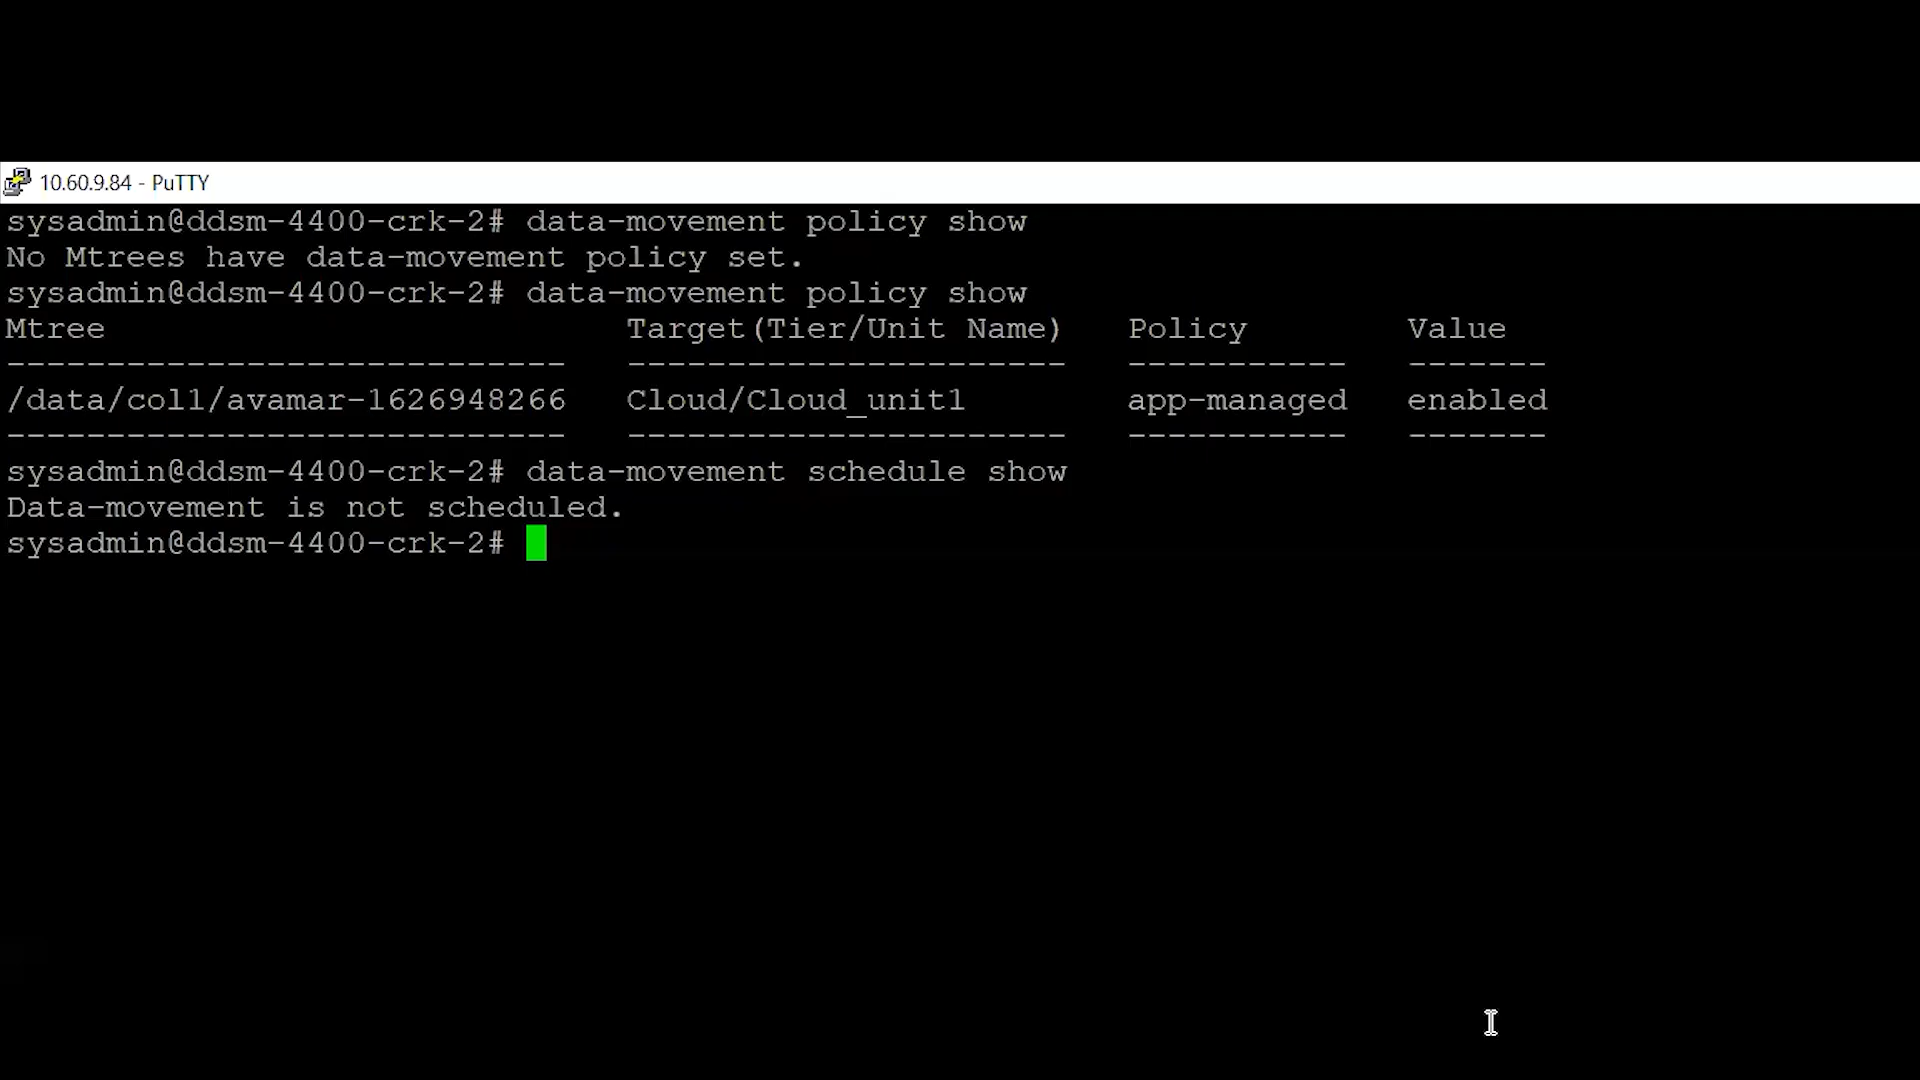 10.60.9.84 - PuTTY
sysadmin@ddsm-4400-crk-2# data-movement policy show
No Mtrees have data-movement policy set.
sysadmin@ddsm-4400-crk-2# data-movement policy show
Mtree                          Target(Tier/Unit Name)   Policy        Value
----------------------------   ----------------------   -----------   -------
/data/col1/avamar-1626948266   Cloud/Cloud_unit1        app-managed   enabled
----------------------------   ----------------------   -----------   -------
sysadmin@ddsm-4400-crk-2# data-movement schedule show
Data-movement is not scheduled.
sysadmin@ddsm-4400-crk-2#